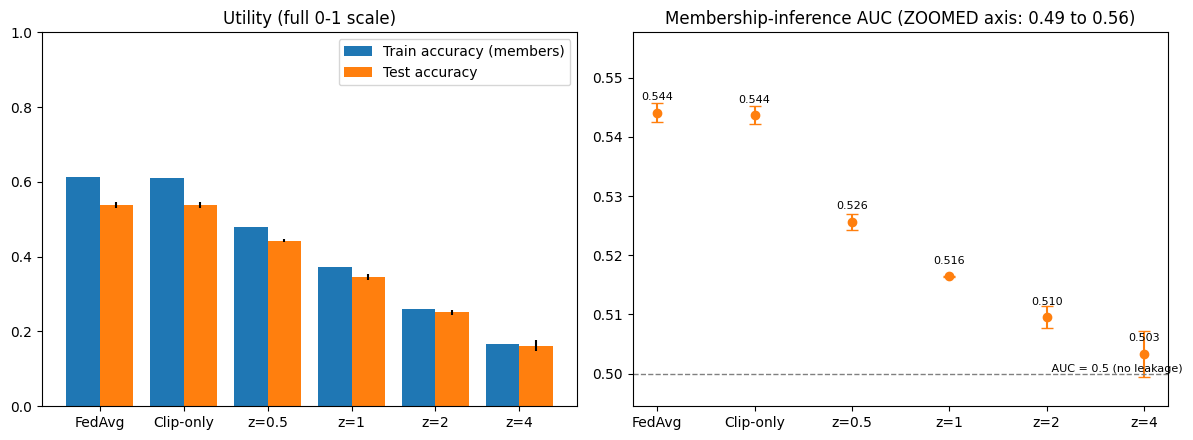 Utility (full 0-1 scale)
1.0
0.8
0.6
0.4
0.2
0.0
Train accuracy (members)
Test accuracy
FedAvg
Clip-only
z=0.5
z=1
z=2
z=4
Membership-inference AUC (ZOOMED axis: 0.49 to 0.56)
0.55
0.54
0.53
0.52
0.51
0.50
0.544
0.544
0.526
0.516
0.510
0.503
AUC = 0.5 (no leakage)
FedAvg
Clip-only
z=0.5
z=1
z=2
z=4